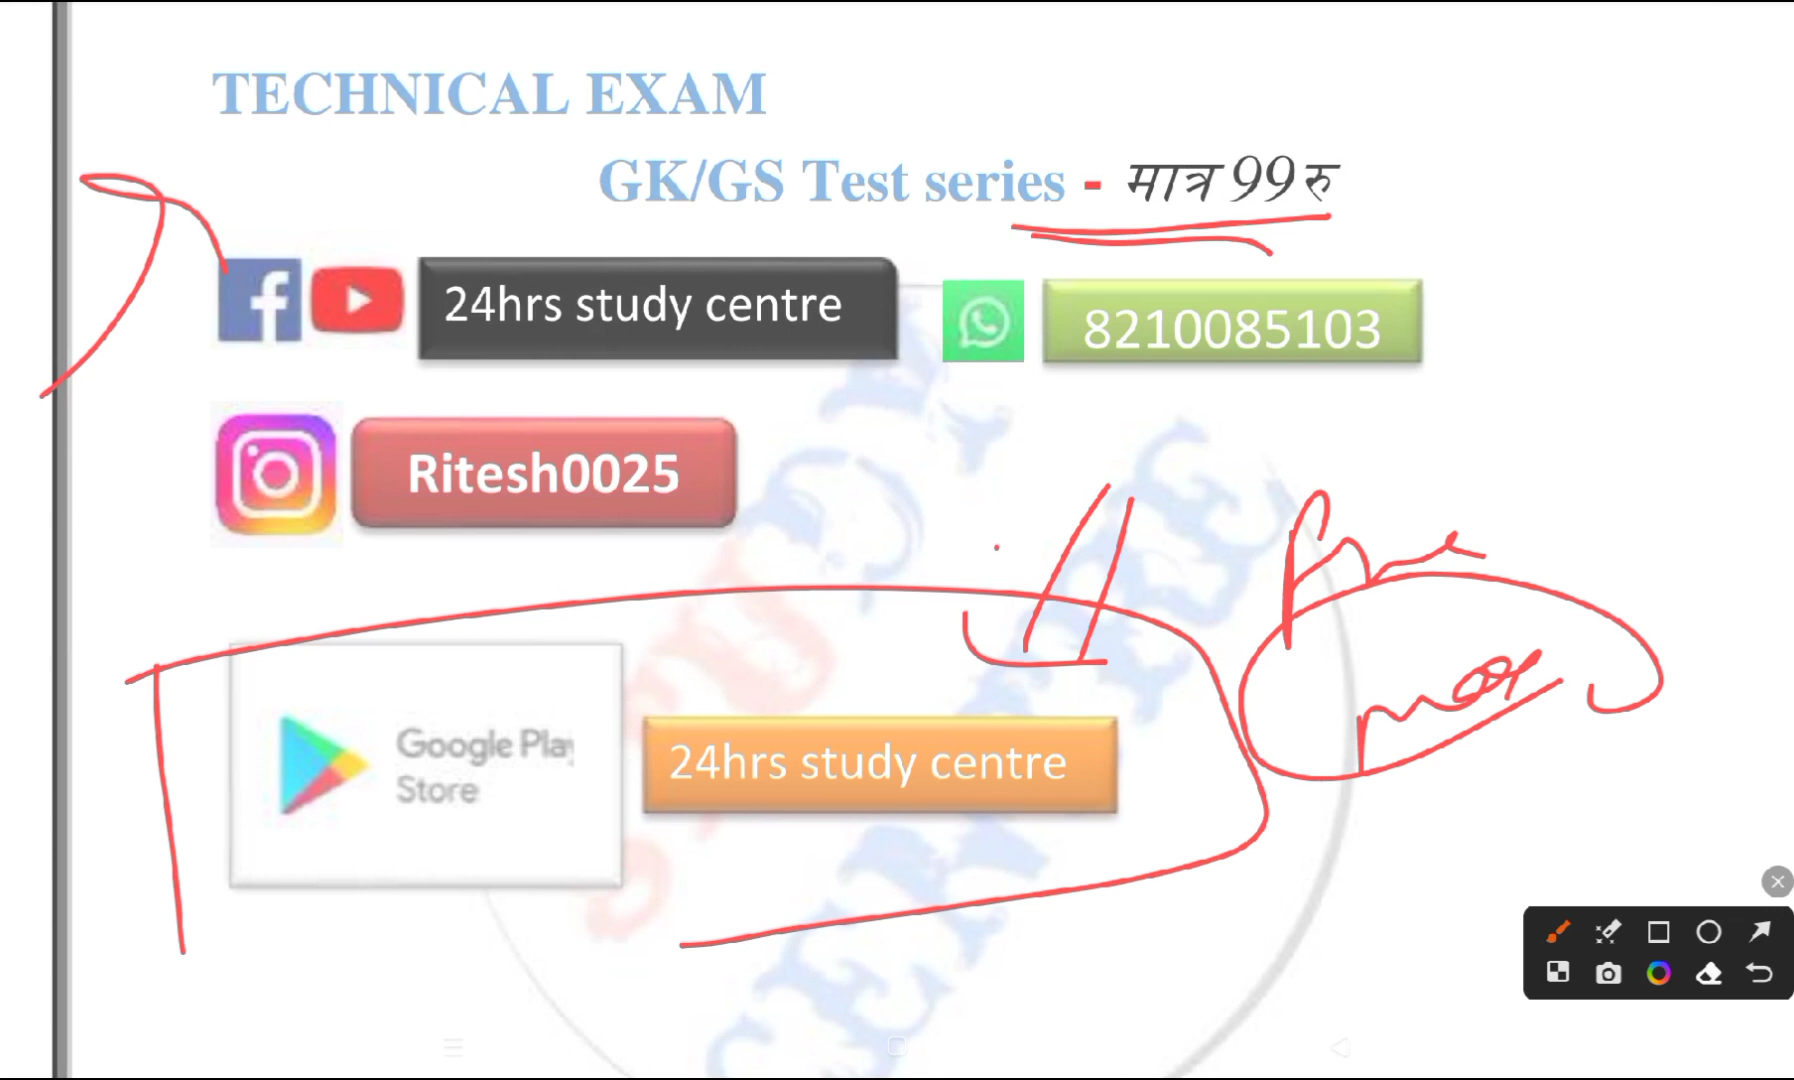 TECHNICAL EXAM
GK/GS Test series - मात्र 99 रु
24hrs study centre
8210085103
Ritesh0025
Google Play
Store
24hrs study centre